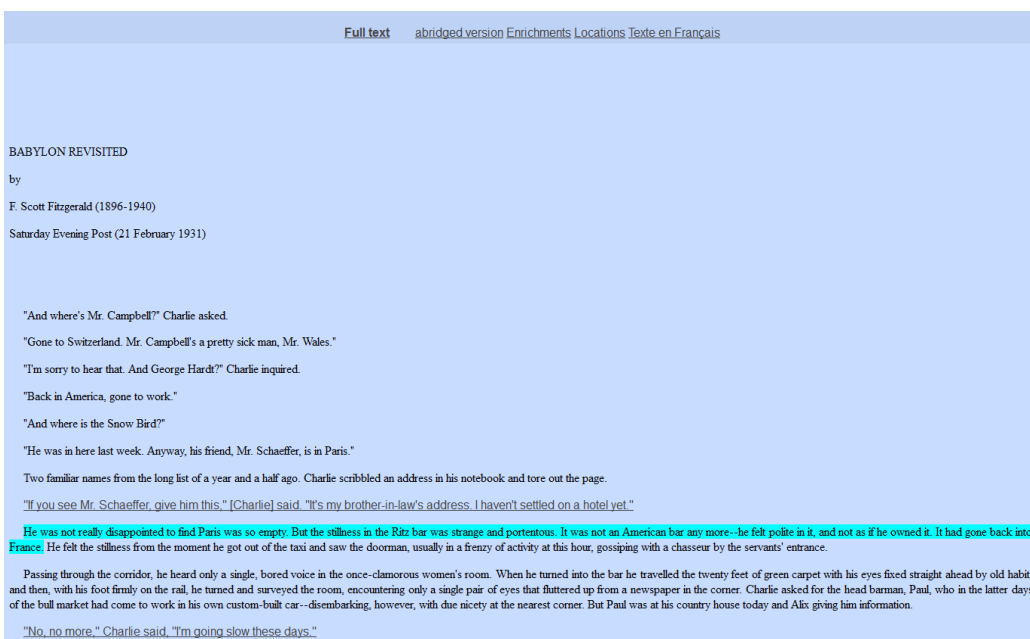 Full text abridged version Enrichments Locations Texte en Français
BABYLON REVISITED
by
F. Scott Fitzgerald (1896-1940)
Saturday Evening Post (21 February 1931)
"And where's Mr. Campbell?" Charlie asked.
"Gone to Switzerland. Mr. Campbell's a pretty sick man, Mr. Wales."
"I'm sorry to hear that. And George Hardt?" Charlie inquired.
"Back in America, gone to work."
"And where is the Snow Bird?"
"He was in here last week. Anyway, his friend, Mr. Schaeffer, is in Paris."
Two familiar names from the long list of a year and a half ago. Charlie scribbled an address in his notebook and tore out the page.
"If you see Mr. Schaeffer, give him this," [Charlie] said. "It's my brother-in-law's address. I haven't settled on a hotel yet."
He was not really disappointed to find Paris was so empty. But the stillness in the Ritz bar was strange and portentous. It was not an American bar any more--he felt polite in it, and not as if he owned it. It had gone back into
France. He felt the stillness from the moment he got out of the taxi and saw the doorman, usually in a frenzy of activity at this hour, gossiping with a chasseur by the servants' entrance.
Passing through the corridor, he heard only a single, bored voice in the once-clamorous women's room. When he turned into the bar he travelled the twenty feet of green carpet with his eyes fixed straight ahead by old habit
and then, with his foot firmly on the rail, he turned and surveyed the room, encountering only a single pair of eyes that fluttered up from a newspaper in the corner. Charlie asked for the head barman, Paul, who in the latter days
of the bull market had come to work in his own custom-built car--disembarking, however, with due nicety at the nearest corner. But Paul was at his country house today and Alix giving him information.
"No, no more," Charlie said, "I'm going slow these days."